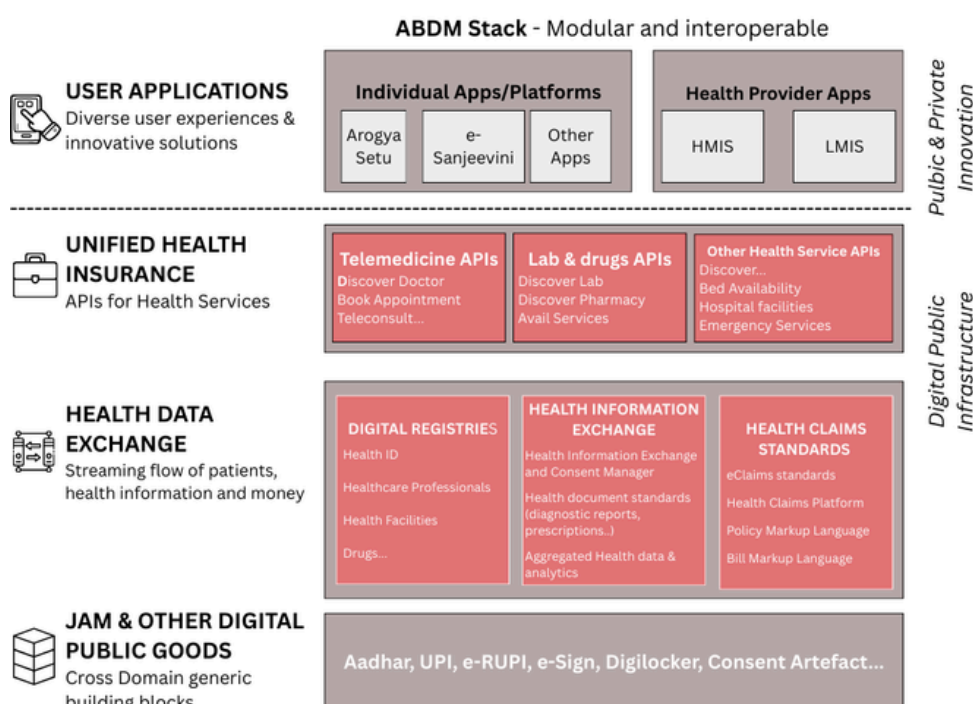 ABDM Stack - Modular and interoperable
USER APPLICATIONS
Diverse user experiences &
innovative solutions
Individual Apps/Platforms
Arogya
Setu
e-
Sanjeevini
Other
Apps
Health Provider Apps
HMIS
LMIS
Pulbic & Private
Innovation
UNIFIED HEALTH
INSURANCE
APIs for Health Services
Telemedicine APIs
Discover Doctor
Book Appointment
Teleconsult...
Lab & drugs APIs
Discover Lab
Discover Pharmacy
Avail Services
Other Health Service APIs
Discover...
Bed Availability
Hospital facilities
Emergency Services
Digital Public
Infrastructure
HEALTH DATA
EXCHANGE
Streaming flow of patients,
health information and money
DIGITAL REGISTRIES
Health ID
Healthcare Professionals
Health Facilities
Drugs...
HEALTH INFORMATION
EXCHANGE
Health Information Exchange
and Consent Manager
Health document standards
(diagnostic reports,
prescriptions..)
Aggregated Health data &
analytics
HEALTH CLAIMS
STANDARDS
eClaims standards
Health Claims Platform
Policy Markup Language
Bill Markup Language
JAM & OTHER DIGITAL
PUBLIC GOODS
Cross Domain generic
building blocks
Aadhar, UPI, e-RUPI, e-Sign, Digilocker, Consent Artefact...